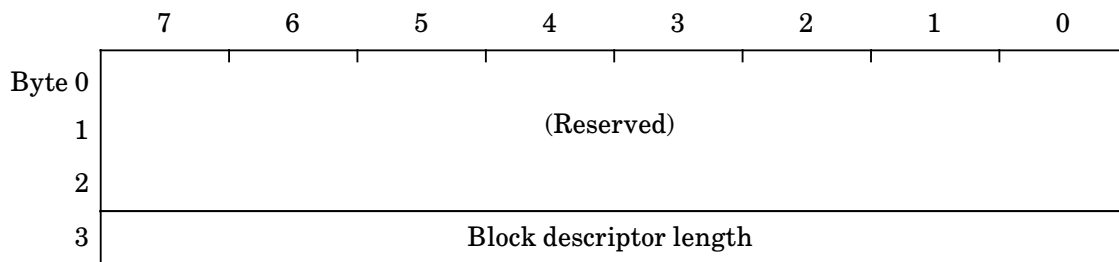 7 6 5 4 3 2 1 0
Byte 0
1 (Reserved)
2
3 Block descriptor length